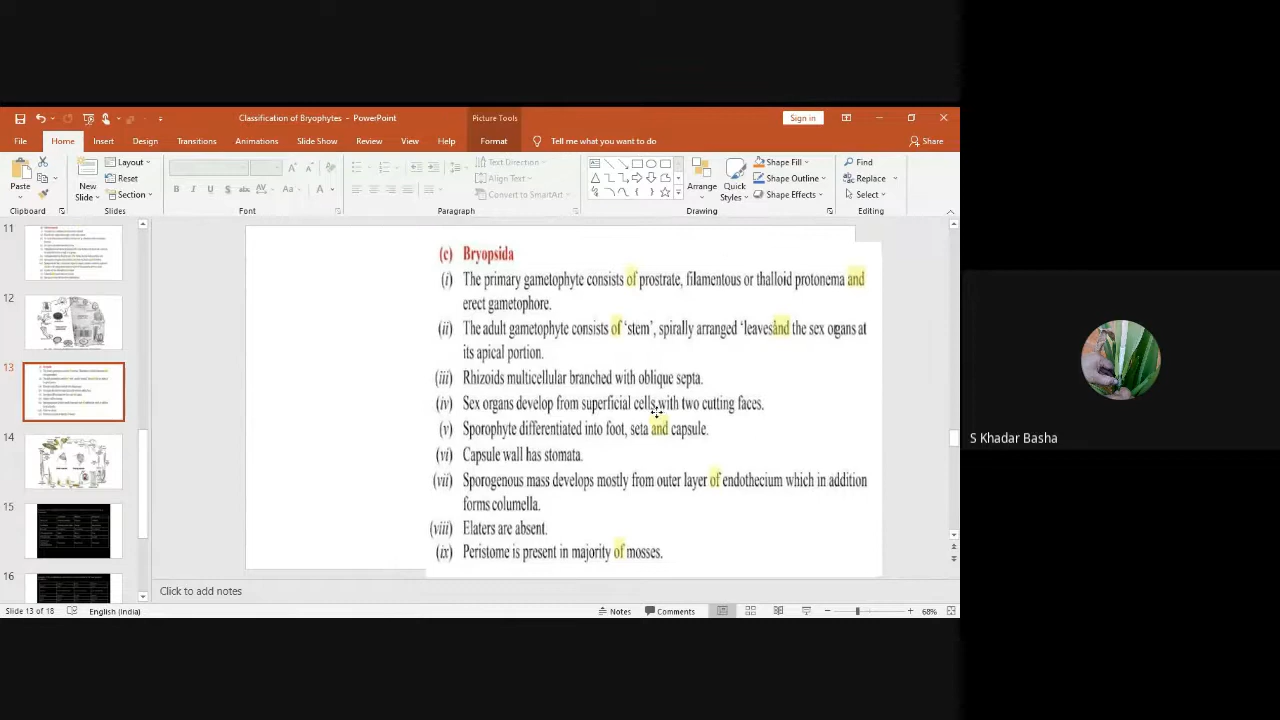 Classification of Bryophytes - PowerPoint
Picture Tools
Sign in
File Home Insert Design Transitions Animations Slide Show Review View Help Format Tell me what you want to do Share
Paste
New
Slide
Layout
Reset
Section
Text Direction
Align Text
Convert to SmartArt
Arrange
Quick
Styles
Shape Fill
Shape Outline
Shape Effects
Find
Replace
Select
Clipboard Slides Font Paragraph Drawing Editing
11
12
13
14
15
16
(c) Bryopsida
(i) The primary gametophyte consists of prostrate, filamentous or thalloid protonema and
erect gametophore.
(ii) The adult gametophyte consists of 'stem', spirally arranged 'leaves and the sex organs at
its apical portion.
(iii) Rhizoids multicellular branched with oblique septa.
(iv) Sex organs develop from superficial cells with two cutting face.
(v) Sporophyte differentiated into foot, seta and capsule.
(vi) Capsule wall has stomata.
(vii) Sporogenous mass develops mostly from outer layer of endothecium which in addition
forms columella.
(viii) Elaters are absent.
(ix) Peristome is present in majority of mosses.
Click to add notes
Slide 13 of 18 English (India) Notes Comments 68%
S Khadar Basha